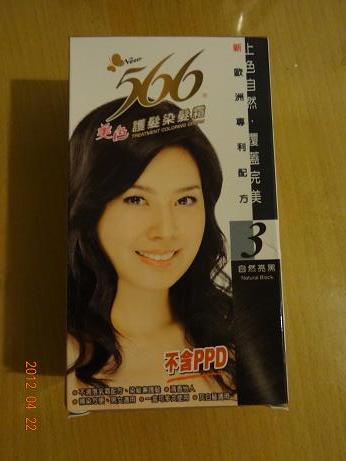 New
566
美色 護髮染髮霜
TREATMENT COLORING CREAM
上色自然‧覆蓋完美
新歐洲專利配方
3
自然亮黑
Natural Black
不含PPD
2012 04 22